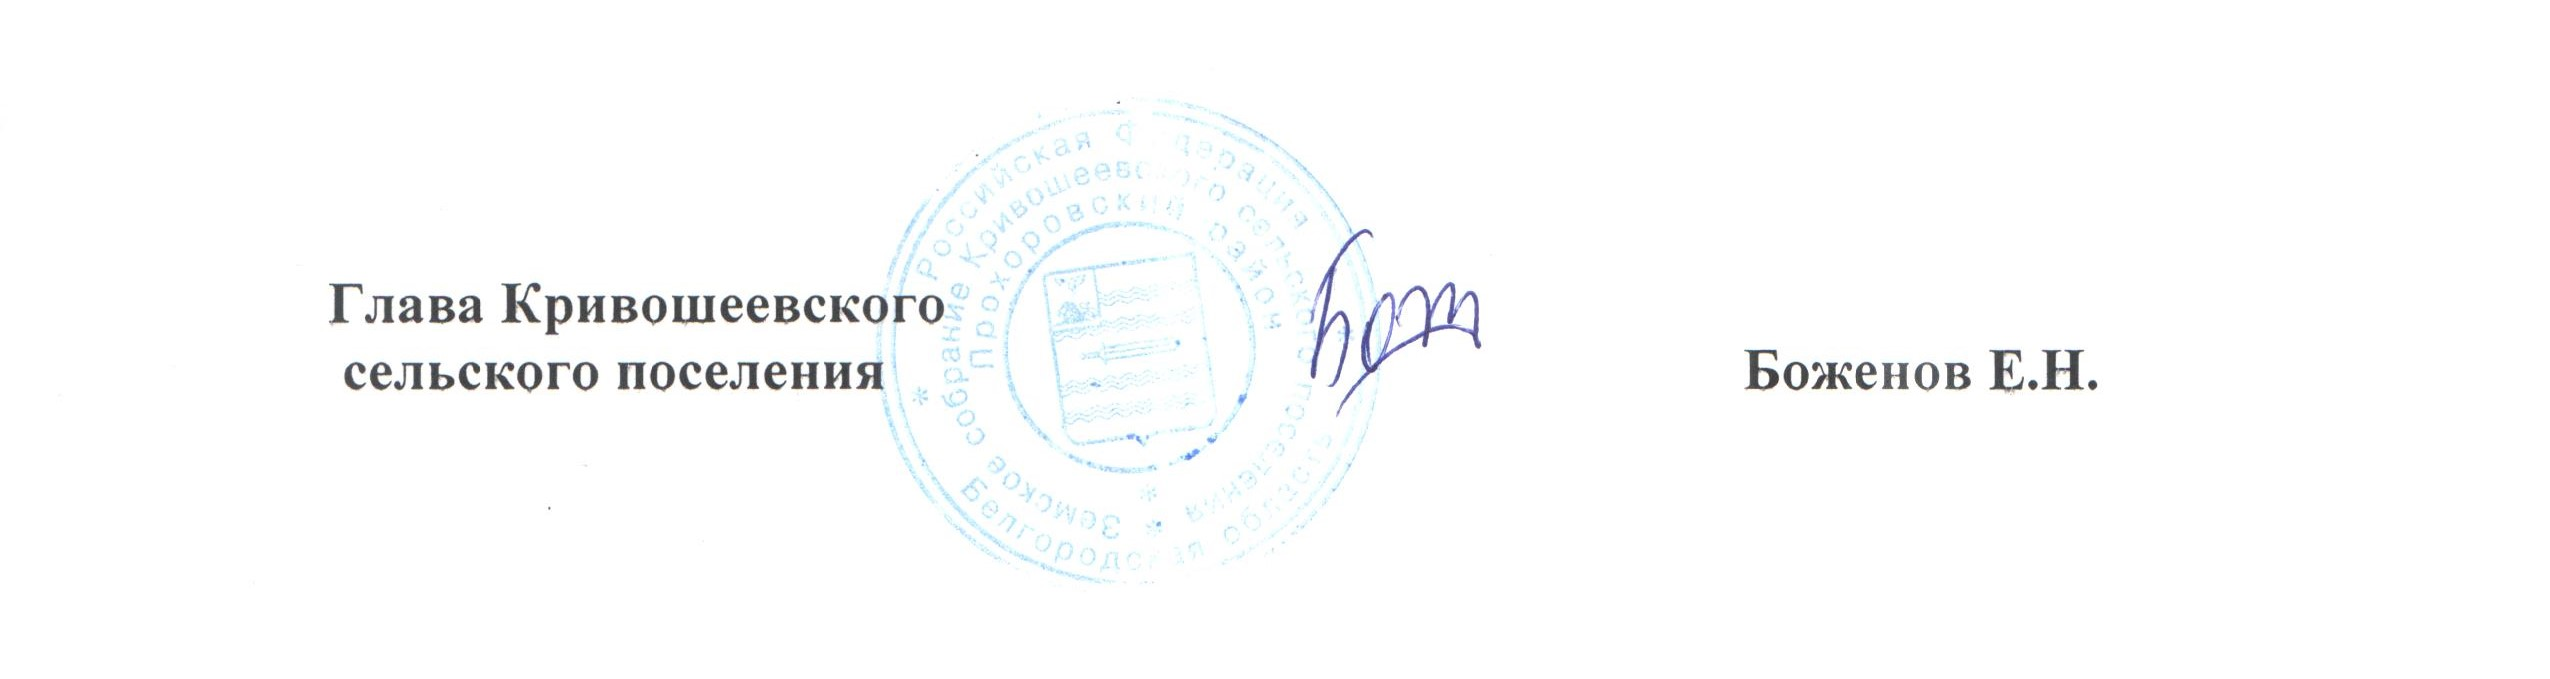 Глава Кривошеевского
сельского поселения
Боженов Е.Н.
Российская Федерация
* Белгородская область
Земское собрание Кривошеевского сельского поселения *
Прохоровский район *